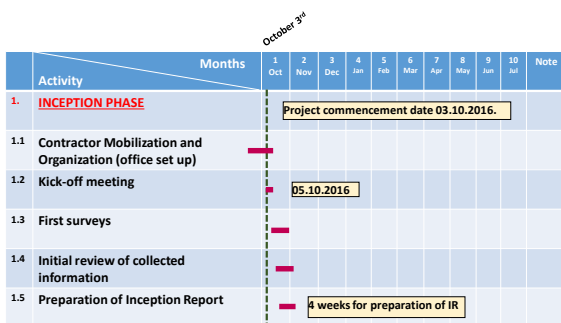 October 3rd
Months
Activity
1 Oct
2 Nov
3 Dec
4 Jan
5 Feb
6 Mar
7 Apr
8 May
9 Jun
10 Jul
Note
1. INCEPTION PHASE
Project commencement date 03.10.2016.
1.1 Contractor Mobilization and
Organization (office set up)
1.2 Kick-off meeting
05.10.2016
1.3 First surveys
1.4 Initial review of collected
information
1.5 Preparation of Inception Report
4 weeks for preparation of IR